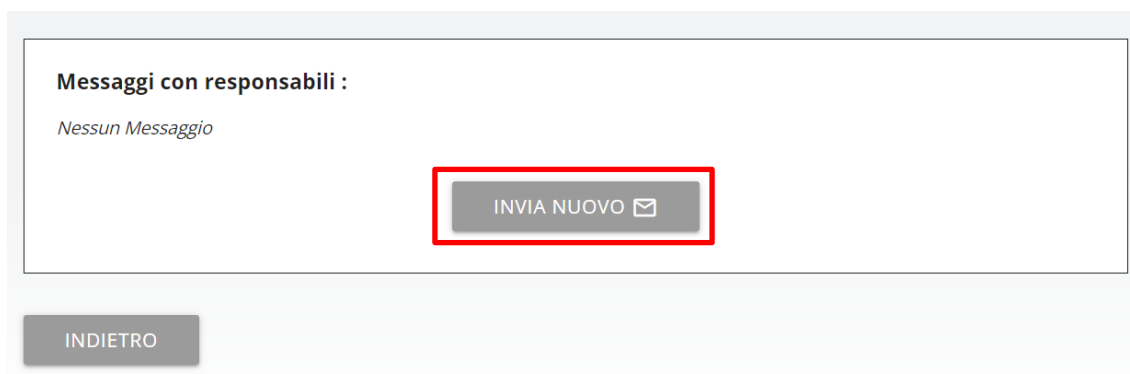 Messaggi con responsabili :
Nessun Messaggio
INVIA NUOVO
INDIETRO